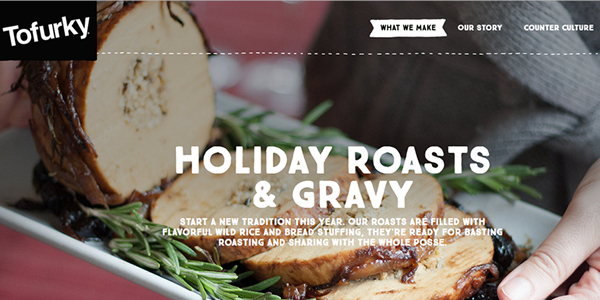 Tofurky
WHAT WE MAKE OUR STORY COUNTER CULTURE
HOLIDAY ROASTS
& GRAVY
START A NEW TRADITION THIS YEAR. OUR ROASTS ARE FILLED WITH
FLAVORFUL WILD RICE AND BREAD STUFFING, THEY'RE READY FOR BASTING
ROASTING AND SHARING WITH THE WHOLE POSSE.